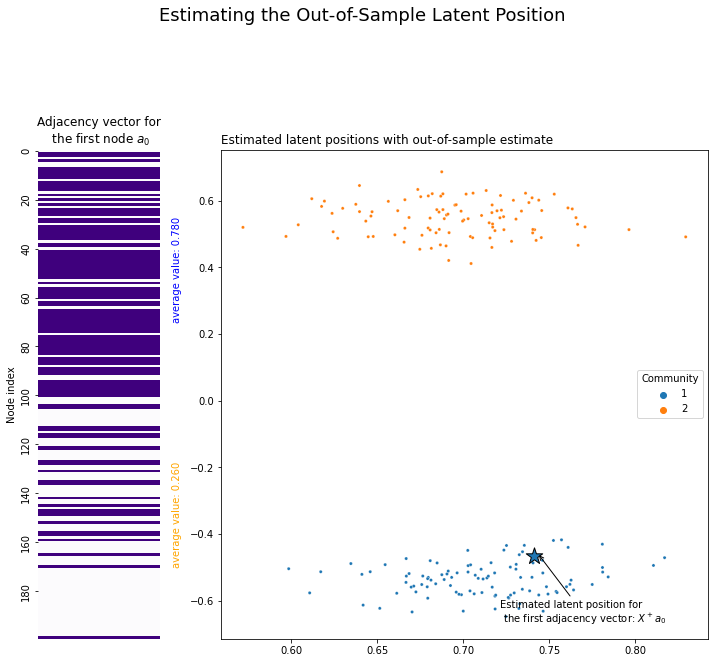 Estimating the Out-of-Sample Latent Position
Adjacency vector for
the first node a₀
0
20
40
60
80
100
120
140
160
180
Node index
average value: 0.780
average value: 0.260
Estimated latent positions with out-of-sample estimate
0.6
0.4
0.2
0.0
−0.2
−0.4
−0.6
Community
1
2
Estimated latent position for
the first adjacency vector: X⁺a₀
0.60
0.65
0.70
0.75
0.80